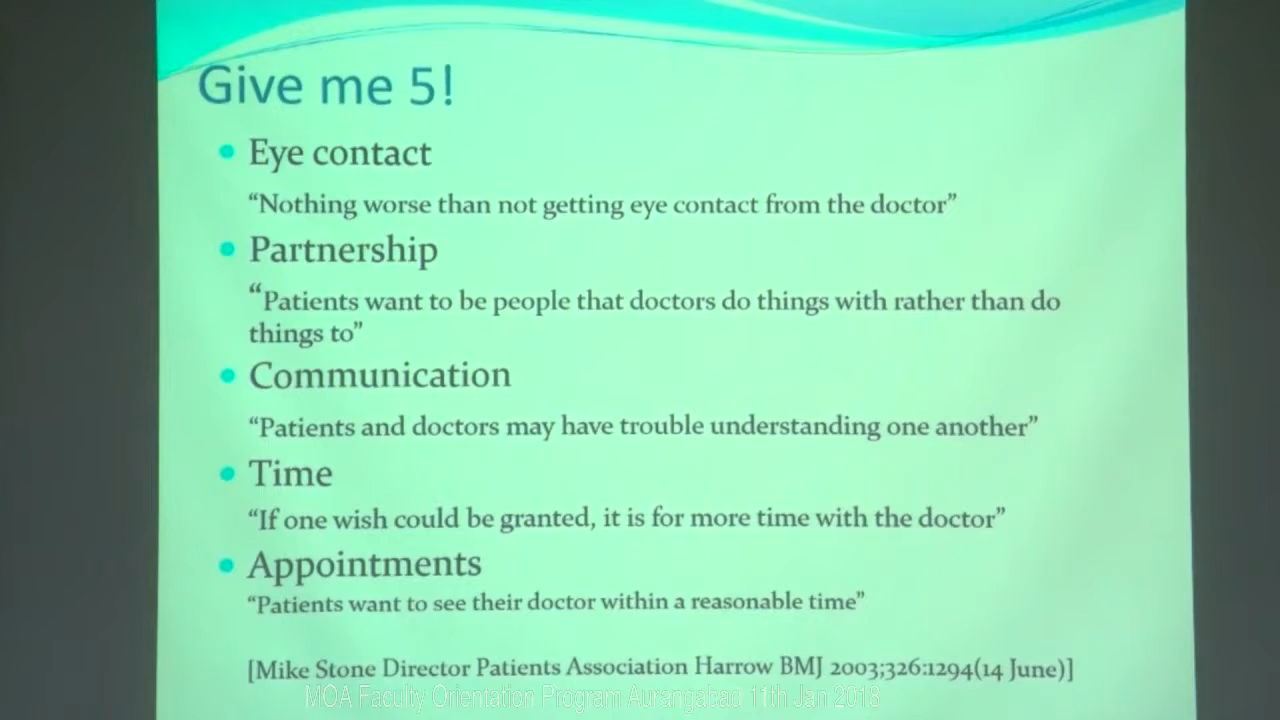 Give me 5!
Eye contact
“Nothing worse than not getting eye contact from the doctor”
Partnership
“Patients want to be people that doctors do things with rather than do
things to”
Communication
“Patients and doctors may have trouble understanding one another”
Time
“If one wish could be granted, it is for more time with the doctor”
Appointments
“Patients want to see their doctor within a reasonable time”
[Mike Stone Director Patients Association Harrow BMJ 2003;326:1294(14 June)]
MOA Faculty Orientation Program Aurangabad 11th Jan 2018